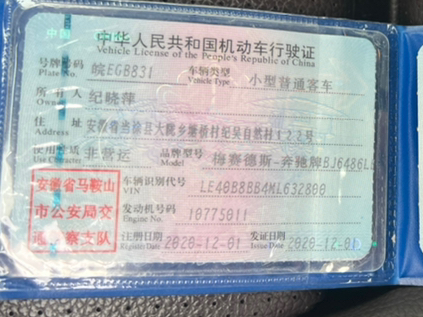 中华人民共和国机动车行驶证
Vehicle License of the People's Republic of China
号牌号码 皖EGB831 车辆类型 小型普通客车
Plate No. Vehicle Type
所有人 纪晓萍
Owner
住址 安徽省当涂县大陇乡塘桥村纪吴自然村122号
Address
使用性质 非营运 品牌型号 梅赛德斯-奔驰牌BJ6486L
Use Character Model
安徽省马鞍山
市公安局交
警察支队
车辆识别代号 LE40B8BB4ML632800
VIN
发动机号码 10775011
Engine No.
注册日期 2020-12-01 发证日期 2020-12-01
Register Date Issue Date